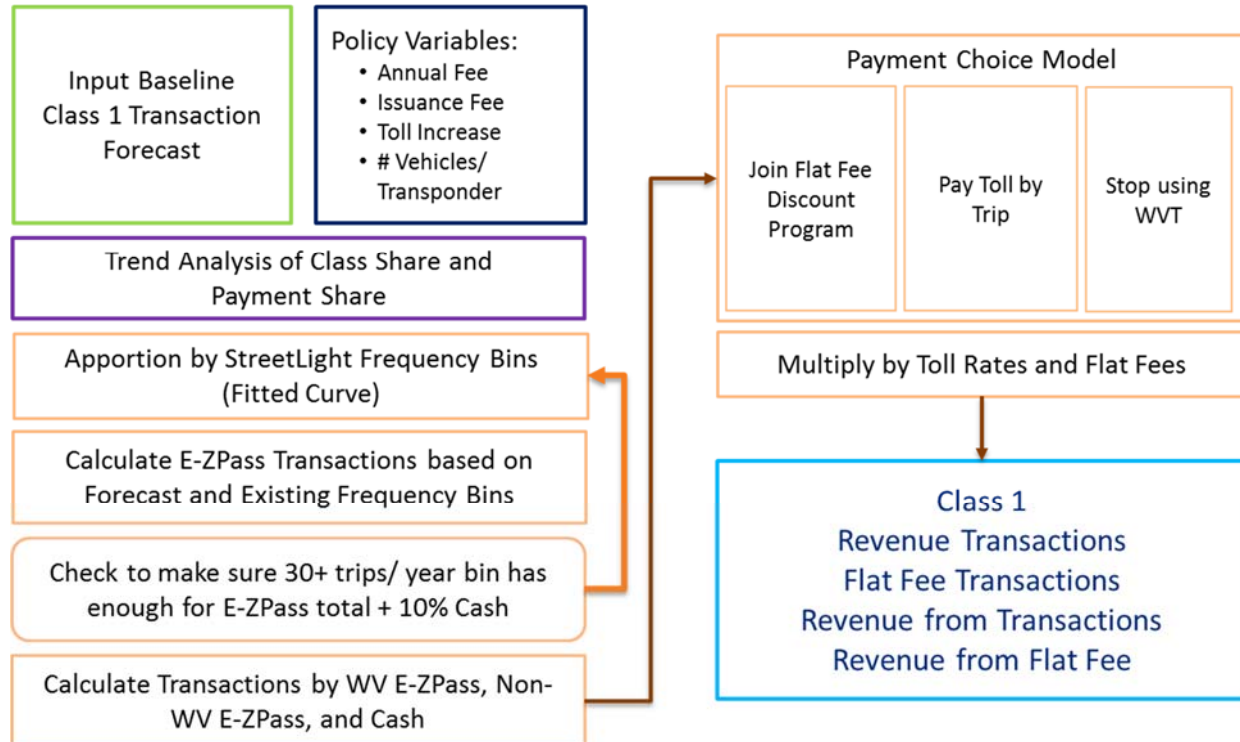 Input Baseline
Class 1 Transaction
Forecast
Policy Variables:
• Annual Fee
• Issuance Fee
• Toll Increase
• # Vehicles/
Transponder
Trend Analysis of Class Share and
Payment Share
Apportion by StreetLight Frequency Bins
(Fitted Curve)
Calculate E-ZPass Transactions based on
Forecast and Existing Frequency Bins
Check to make sure 30+ trips/ year bin has
enough for E-ZPass total + 10% Cash
Calculate Transactions by WV E-ZPass, Non-
WV E-ZPass, and Cash
Payment Choice Model
Join Flat Fee
Discount
Program
Pay Toll by
Trip
Stop using
WVT
Multiply by Toll Rates and Flat Fees
Class 1
Revenue Transactions
Flat Fee Transactions
Revenue from Transactions
Revenue from Flat Fee